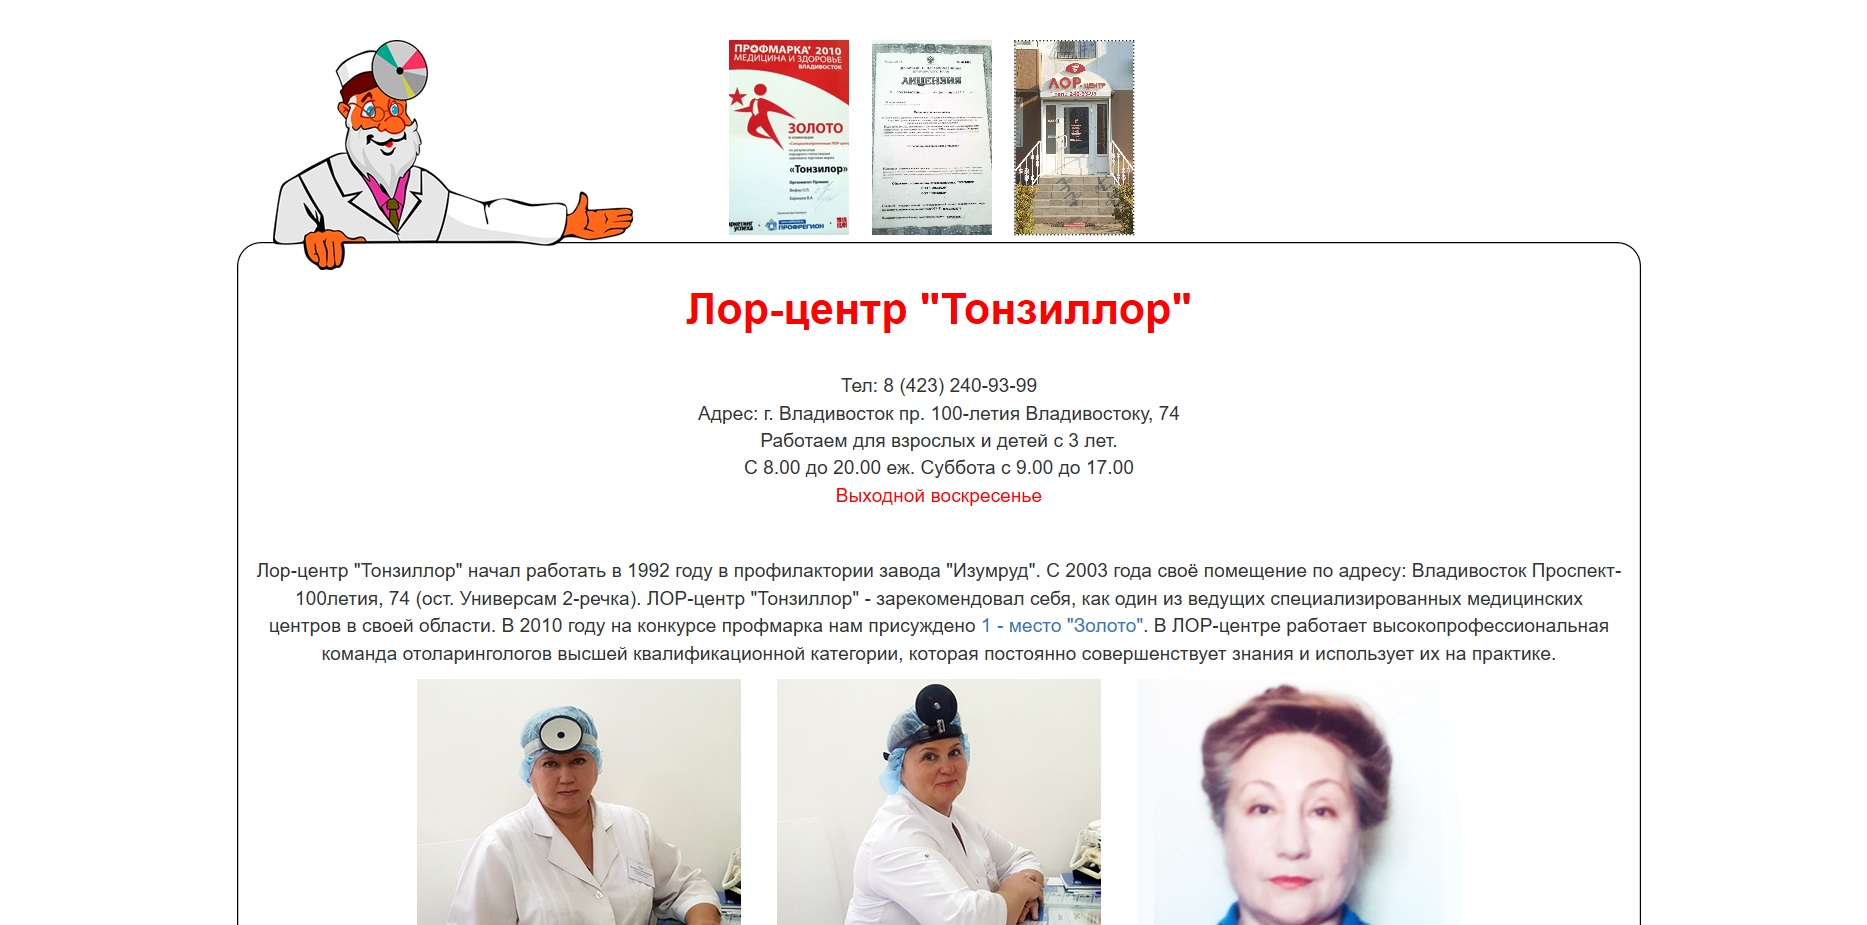 ПРОФМАРКА® 2010
МЕДИЦИНА И ЗДОРОВЬЕ
ВЛАДИВОСТОК
ЗОЛОТО
в номинации
«Тонзилор»
ПРОФРЕГИОН
ЛИЦЕНЗИЯ
ЛОР-ЦЕНТР
Лор-центр "Тонзиллор"
Тел: 8 (423) 240-93-99
Адрес: г. Владивосток пр. 100-летия Владивостоку, 74
Работаем для взрослых и детей с 3 лет.
С 8.00 до 20.00 еж. Суббота с 9.00 до 17.00
Выходной воскресенье
Лор-центр "Тонзиллор" начал работать в 1992 году в профилактории завода "Изумруд". С 2003 года своё помещение по адресу: Владивосток Проспект-
100летия, 74 (ост. Универсам 2-речка). ЛОР-центр "Тонзиллор" - зарекомендовал себя, как один из ведущих специализированных медицинских
центров в своей области. В 2010 году на конкурсе профмарка нам присуждено 1 - место "Золото". В ЛОР-центре работает высокопрофессиональная
команда отоларингологов высшей квалификационной категории, которая постоянно совершенствует знания и использует их на практике.